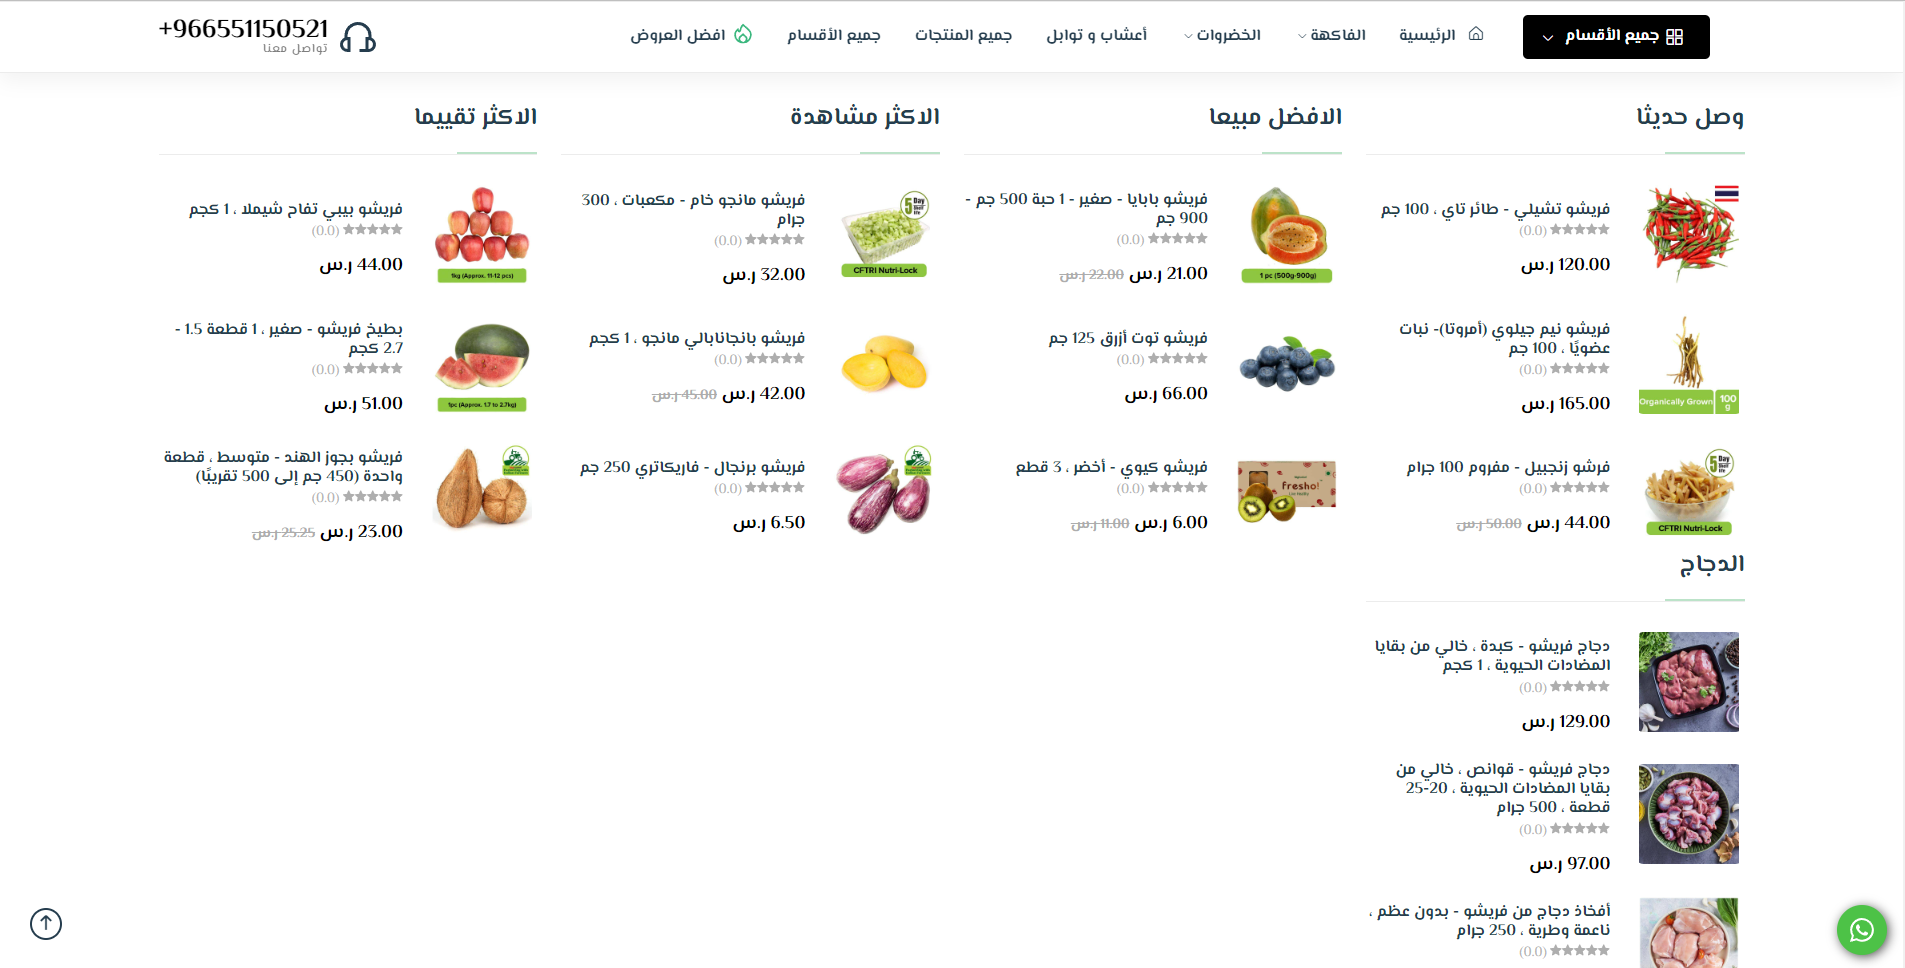 جميع الأقسام
الرئيسية
الفاكهة
الخضروات
أعشاب و توابل
جميع المنتجات
جميع الأقسام
افضل العروض
+966551150521
تواصل معنا
وصل حديثا
فريشو تشيلي - طائر تاي ، 100 جم
(0.0)
120.00 ر.س
فريشو نيم جيلوي (أمروتا)- نبات
عضويًا ، 100 جم
(0.0)
165.00 ر.س
Organically Grown
100
g
فرشو زنجبيل - مفروم 100 جرام
(0.0)
44.00 ر.س 50.00 ر.س
5 Day
Shelf
life
CFTRI Nutri-Lock
الافضل مبيعا
فريشو بابايا - صغير - 1 حبة 500 جم -
900 جم
(0.0)
21.00 ر.س 22.00 ر.س
1 pc (500g-900g)
فريشو توت أزرق 125 جم
(0.0)
66.00 ر.س
فريشو كيوي - أخضر ، 3 قطع
(0.0)
6.00 ر.س 11.00 ر.س
fresho!
الاكثر مشاهدة
فريشو مانجو خام - مكعبات ، 300
جرام
(0.0)
32.00 ر.س
5 Day
Shelf
life
CFTRI Nutri-Lock
فريشو بانجانابالي مانجو ، 1 كجم
(0.0)
42.00 ر.س 45.00 ر.س
فريشو برنجال - فاريكاتري 250 جم
(0.0)
6.50 ر.س
الاكثر تقييما
فريشو بيبي تفاح شيملا ، 1 كجم
(0.0)
44.00 ر.س
1kg (Approx. 11-12 pcs)
بطيخ فريشو - صغير ، 1 قطعة 1.5 -
2.7 كجم
(0.0)
51.00 ر.س
1pc (Approx. 1.7 to 2.7kg)
فريشو بجوز الهند - متوسط ، قطعة
واحدة (450 جم إلى 500 تقريبًا)
(0.0)
23.00 ر.س 25.25 ر.س
الدجاج
دجاج فريشو - كبدة ، خالي من بقايا
المضادات الحيوية ، 1 كجم
(0.0)
129.00 ر.س
دجاج فريشو - قوانص ، خالي من
بقايا المضادات الحيوية ، 20-25
قطعة ، 500 جرام
(0.0)
97.00 ر.س
أفخاذ دجاج من فريشو - بدون عظم ،
ناعمة وطرية ، 250 جرام
(0.0)